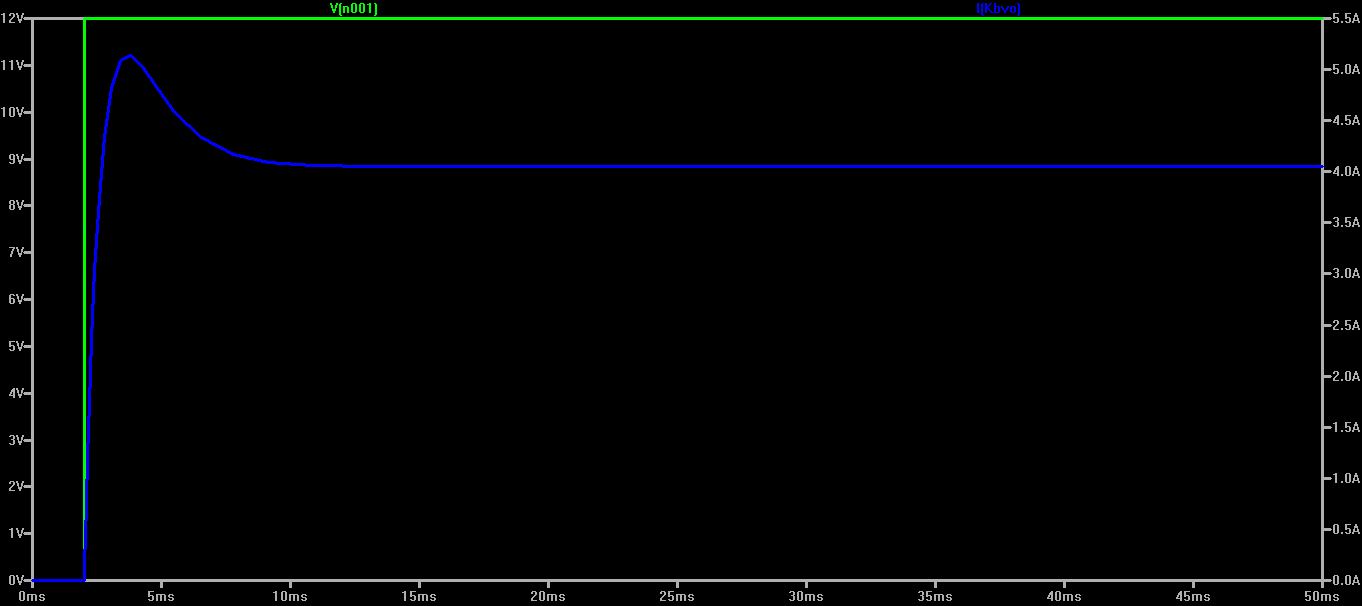 V(n001) I(Kbvo)
12V 5.5A
11V 5.0A
10V 4.5A
9V 4.0A
8V 3.5A
7V 3.0A
6V 2.5A
5V 2.0A
4V 1.5A
3V 1.0A
2V 0.5A
1V 0.0A
0V
0ms 5ms 10ms 15ms 20ms 25ms 30ms 35ms 40ms 45ms 50ms